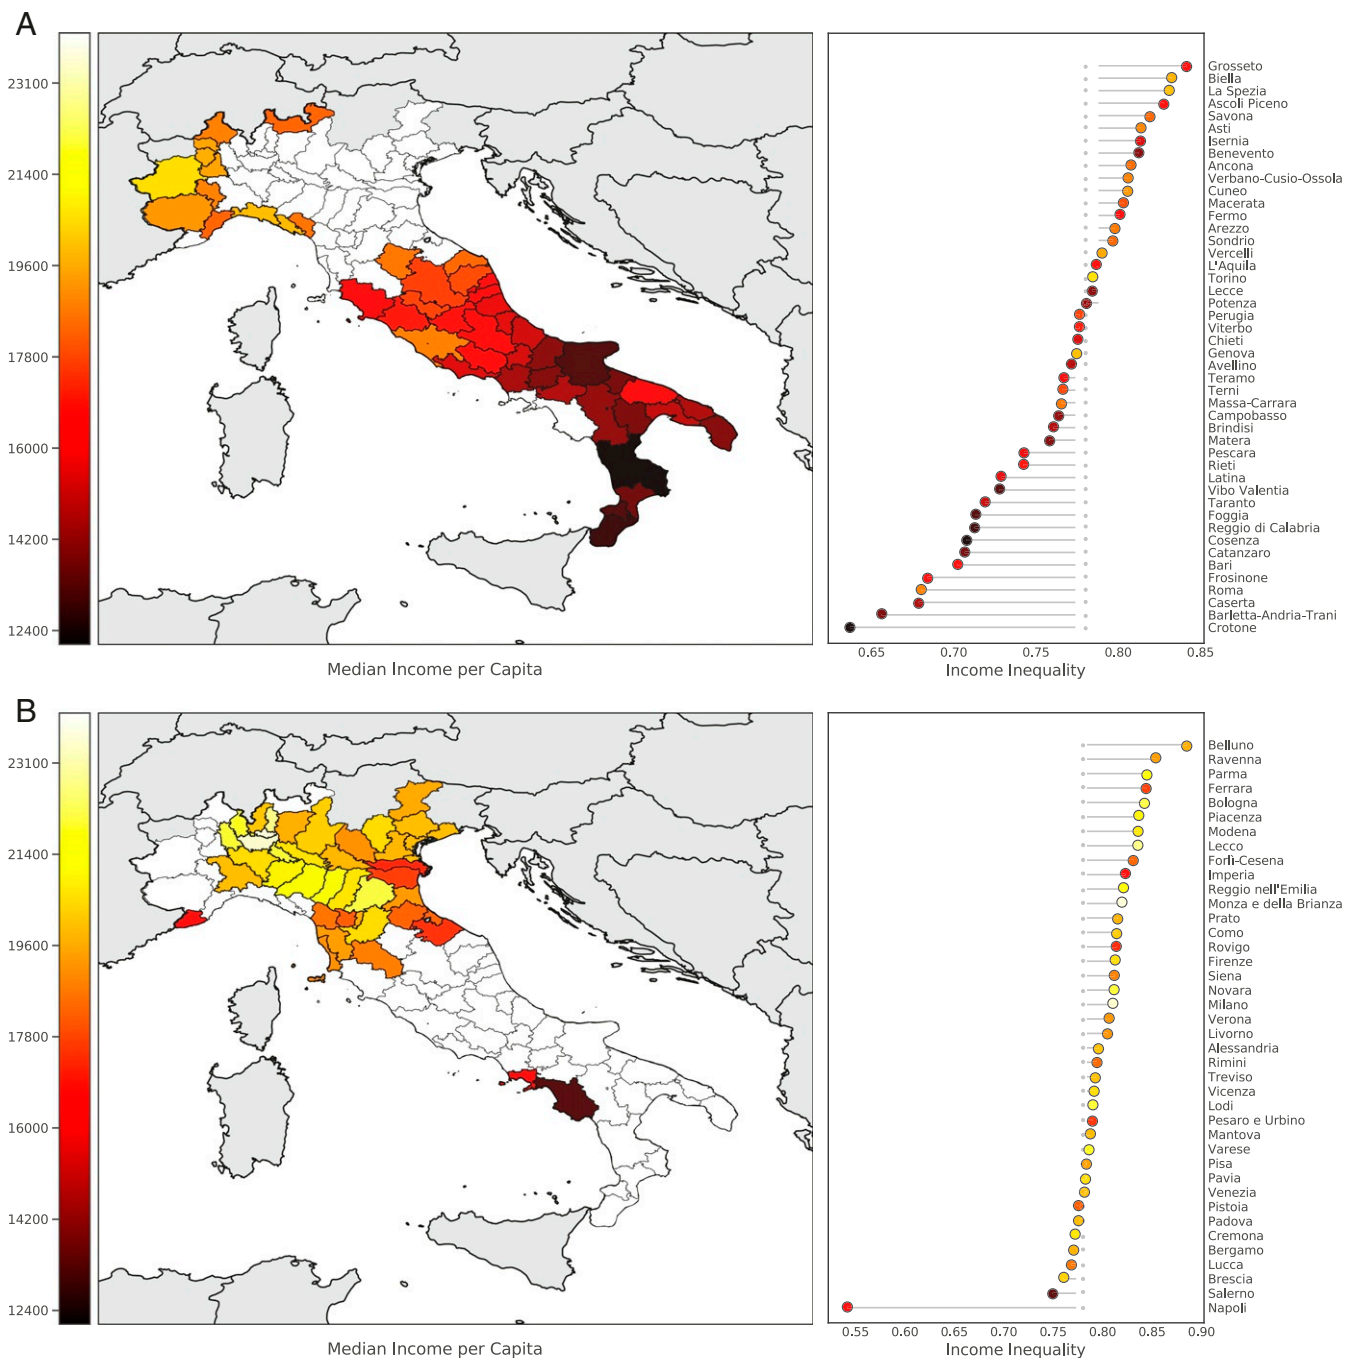 A
23100
21400
19600
17800
16000
14200
12400
Median Income per Capita
Grosseto
Biella
La Spezia
Ascoli Piceno
Savona
Asti
Isernia
Benevento
Ancona
Verbano-Cusio-Ossola
Cuneo
Macerata
Fermo
Arezzo
Sondrio
Vercelli
L'Aquila
Torino
Lecce
Potenza
Perugia
Viterbo
Chieti
Genova
Avellino
Teramo
Terni
Massa-Carrara
Campobasso
Brindisi
Matera
Pescara
Rieti
Latina
Vibo Valentia
Taranto
Foggia
Reggio di Calabria
Cosenza
Catanzaro
Bari
Frosinone
Roma
Caserta
Barletta-Andria-Trani
Crotone
0.65 0.70 0.75 0.80 0.85
Income Inequality
B
23100
21400
19600
17800
16000
14200
12400
Median Income per Capita
Belluno
Ravenna
Parma
Ferrara
Bologna
Piacenza
Modena
Lecco
Forlì-Cesena
Imperia
Reggio nell'Emilia
Monza e della Brianza
Prato
Como
Rovigo
Firenze
Siena
Novara
Milano
Verona
Livorno
Alessandria
Rimini
Treviso
Vicenza
Lodi
Pesaro e Urbino
Mantova
Varese
Pisa
Pavia
Venezia
Pistoia
Padova
Cremona
Bergamo
Lucca
Brescia
Salerno
Napoli
0.55 0.60 0.65 0.70 0.75 0.80 0.85 0.90
Income Inequality